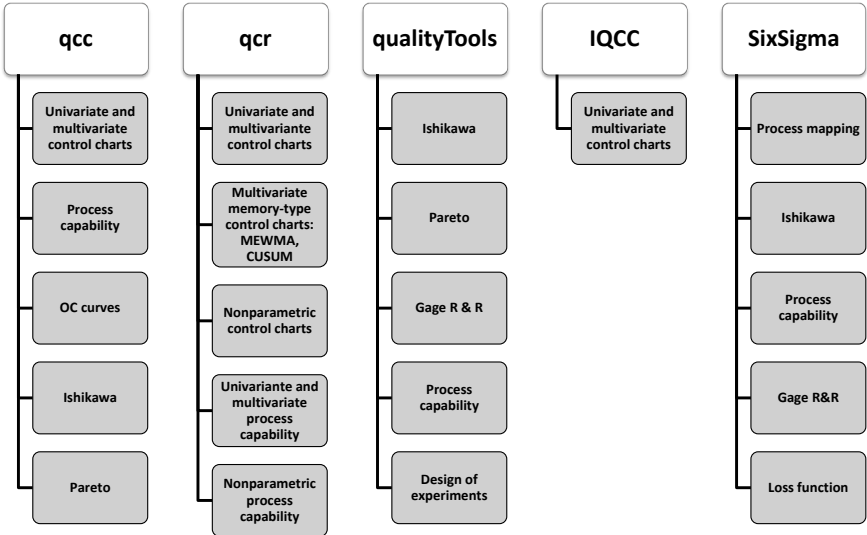 qcc
Univariate and
multivariate
control charts
Process
capability
OC curves
Ishikawa
Pareto
qcr
Univariate and
multivariante
control charts
Multivariate
memory-type
control charts:
MEWMA,
CUSUM
Nonparametric
control charts
Univariante and
multivariate
process
capability
Nonparametric
process
capability
qualityTools
Ishikawa
Pareto
Gage R & R
Process
capability
Design of
experiments
IQCC
Univariate and
multivariate
control charts
SixSigma
Process mapping
Ishikawa
Process
capability
Gage R&R
Loss function